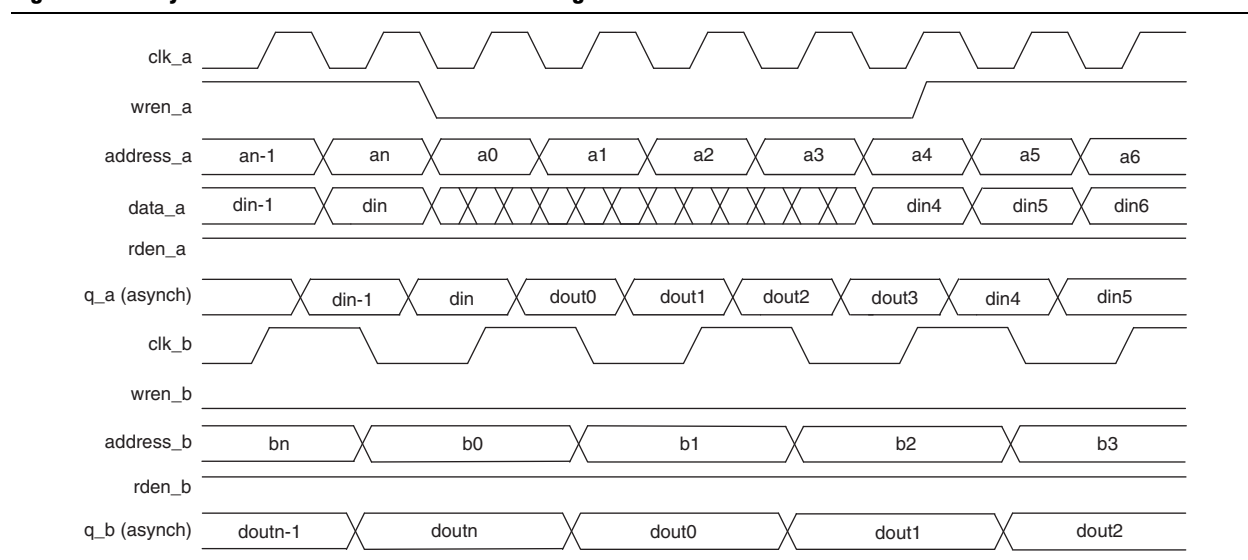 clk_a
wren_a
address_a an-1 an a0 a1 a2 a3 a4 a5 a6
data_a din-1 din din4 din5 din6
rden_a
q_a (asynch) din-1 din dout0 dout1 dout2 dout3 din4 din5
clk_b
wren_b
address_b bn b0 b1 b2 b3
rden_b
q_b (asynch) doutn-1 doutn dout0 dout1 dout2